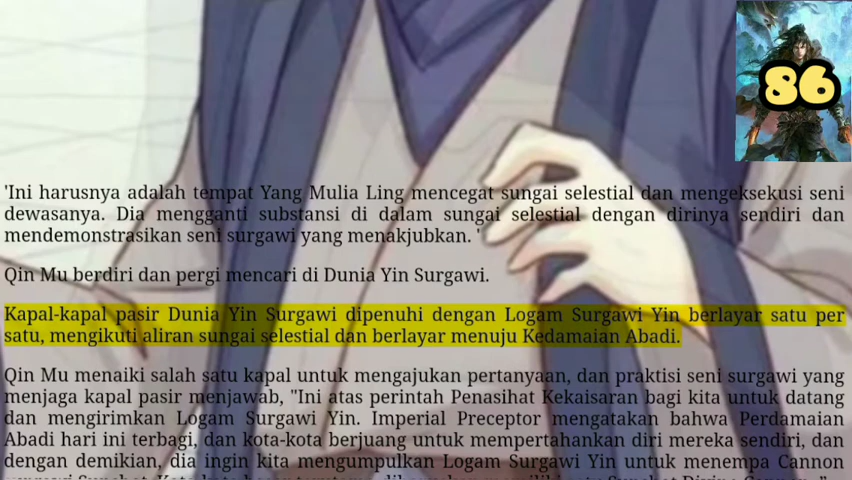 86
'Ini harusnya adalah tempat Yang Mulia Ling mencegat sungai selestial dan mengeksekusi seni
dewasanya. Dia mengganti substansi di dalam sungai selestial dengan dirinya sendiri dan
mendemonstrasikan seni surgawi yang menakjubkan. '
Qin Mu berdiri dan pergi mencari di Dunia Yin Surgawi.
Kapal-kapal pasir Dunia Yin Surgawi dipenuhi dengan Logam Surgawi Yin berlayar satu per
satu, mengikuti aliran sungai selestial dan berlayar menuju Kedamaian Abadi.
Qin Mu menaiki salah satu kapal untuk mengajukan pertanyaan, dan praktisi seni surgawi yang
menjaga kapal pasir menjawab, "Ini atas perintah Penasihat Kekaisaran bagi kita untuk datang
dan mengirimkan Logam Surgawi Yin. Imperial Preceptor mengatakan bahwa Perdamaian
Abadi hari ini terbagi, dan kota-kota berjuang untuk mempertahankan diri mereka sendiri, dan
dengan demikian, dia ingin kita mengumpulkan Logam Surgawi Yin untuk menempa Cannon